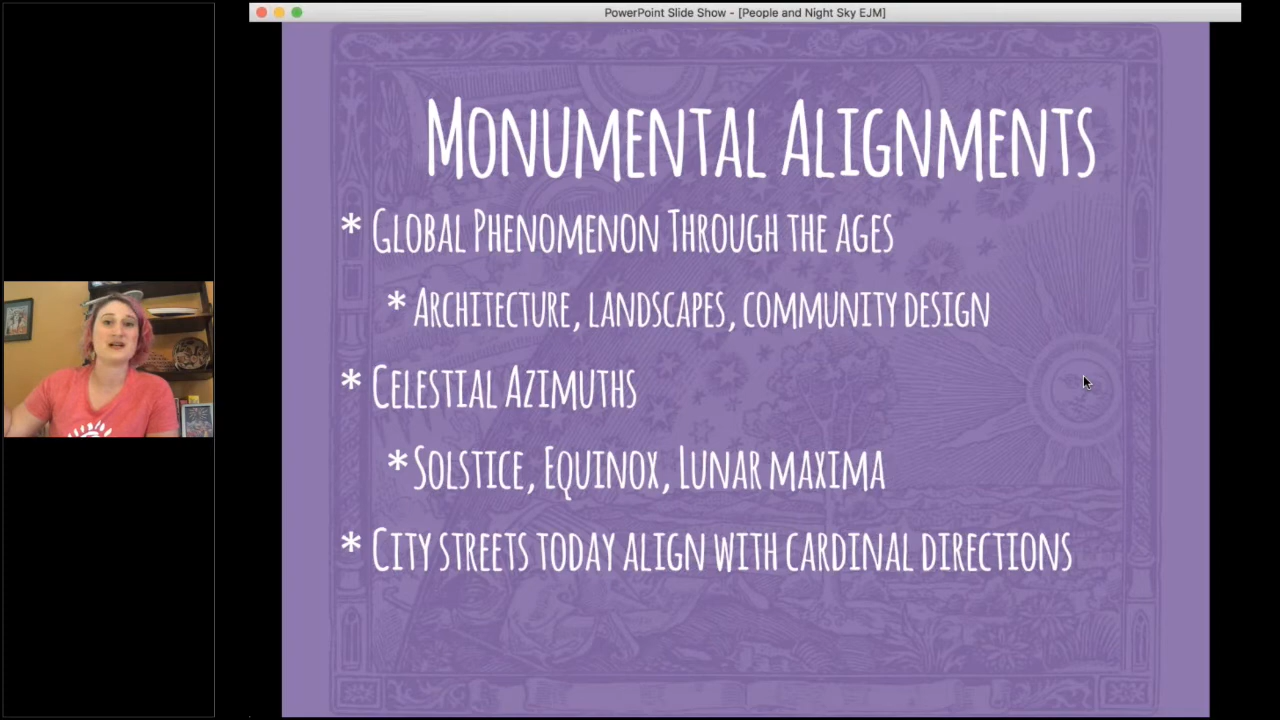 PowerPoint Slide Show - [People and Night Sky EJM]
Monumental Alignments
* Global Phenomenon Through the ages
* Architecture, landscapes, community design
* Celestial Azimuths
* Solstice, Equinox, Lunar maxima
* City streets today align with cardinal directions